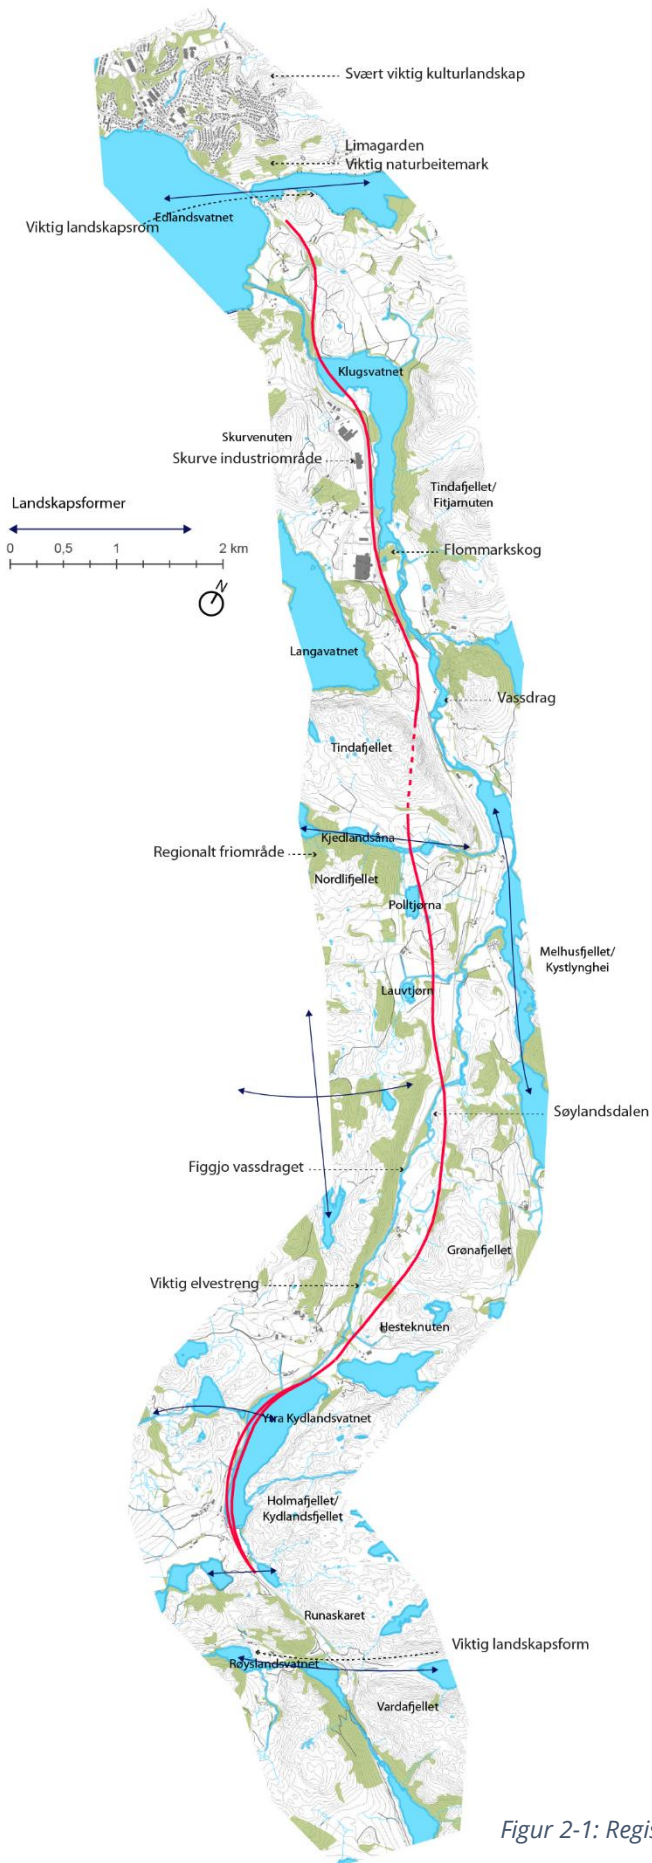 Svært viktig kulturlandskap
Limagarden
Viktig naturbeitemark
Edlandsvatnet
Viktig landskapsrom
Klugsvatnet
Skurvenuten
Skurve industriområde
Tindafjellet/
Fitjarnuten
Landskapsformer
0 0,5 1 2 km
N
Flommarkskog
Langavatnet
Vassdrag
Tindafjellet
Kjedlandsåna
Regionalt friområde
Nordlifjellet
Polltjørna
Melhusfjellet/
Kystlynghei
Lauvtjørn
Søylandsdalen
Figgjo vassdraget
Grønafjellet
Viktig elvestreng
Hesteknuten
Ytra Kydlandsvatnet
Holmafjellet/
Kydlandsfjellet
Runaskaret
Viktig landskapsform
Røyslandsvatnet
Vardafjellet
Figur 2-1: Regis